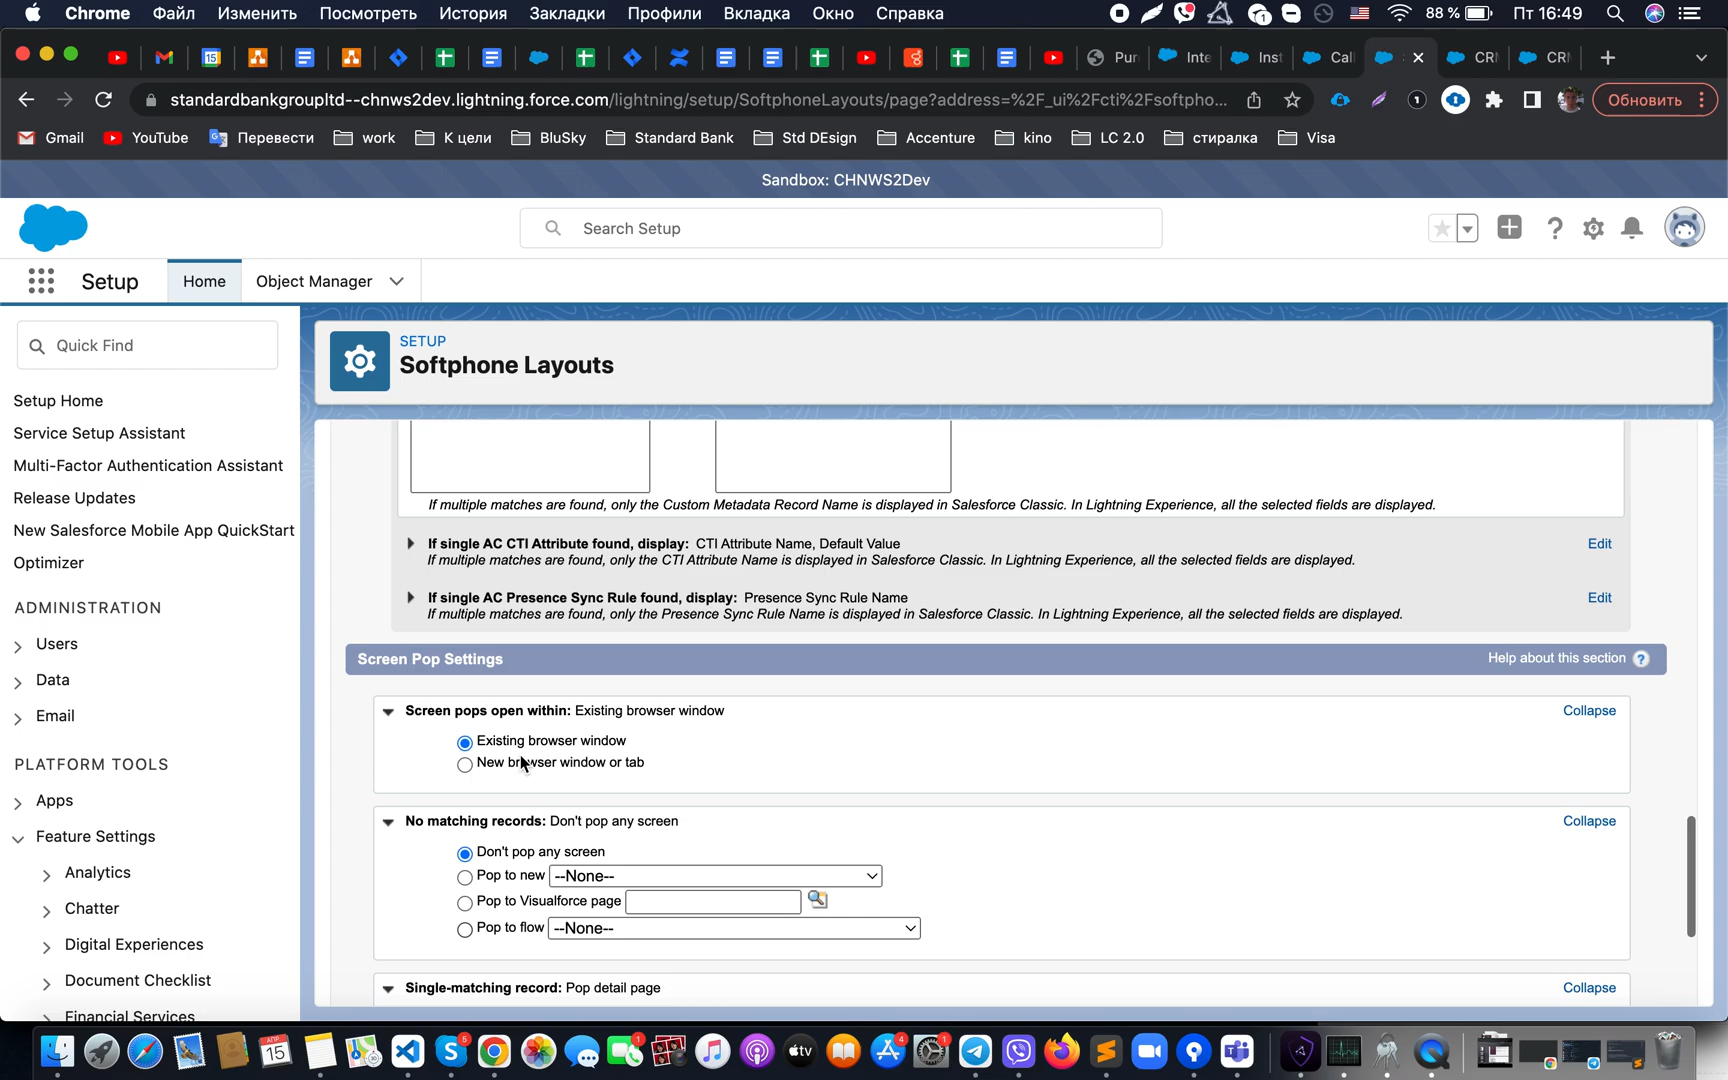 Chrome Файл Изменить Посмотреть История Закладки Профили Вкладка Окно Справка 88 % Пт 16:49
Inst
standardbankgroupltd--chnws2dev.lightning.force.com/lightning/setup/SoftphoneLayouts/page?address=%2F_ui%2Fcti%2Fsoftpho... Обновить
Gmail YouTube Перевести work К цели BluSky Standard Bank Std DEsign Accenture kino LC 2.0 стиралка Visa
Sandbox: CHNWS2Dev
Search Setup
Setup Home Object Manager
Quick Find
SETUP
Softphone Layouts
Setup Home
Service Setup Assistant
Multi-Factor Authentication Assistant
Release Updates
New Salesforce Mobile App QuickStart
Optimizer
ADMINISTRATION
Users
Data
Email
PLATFORM TOOLS
Apps
Feature Settings
Analytics
Chatter
Digital Experiences
Document Checklist
Financial Services
If multiple matches are found, only the Custom Metadata Record Name is displayed in Salesforce Classic. In Lightning Experience, all the selected fields are displayed.
If single AC CTI Attribute found, display: CTI Attribute Name, Default Value Edit
If multiple matches are found, only the CTI Attribute Name is displayed in Salesforce Classic. In Lightning Experience, all the selected fields are displayed.
If single AC Presence Sync Rule found, display: Presence Sync Rule Name Edit
If multiple matches are found, only the Presence Sync Rule Name is displayed in Salesforce Classic. In Lightning Experience, all the selected fields are displayed.
Screen Pop Settings Help about this section ?
Screen pops open within: Existing browser window Collapse
Existing browser window
New browser window or tab
No matching records: Don't pop any screen Collapse
Don't pop any screen
Pop to new --None--
Pop to Visualforce page
Pop to flow --None--
Single-matching record: Pop detail page Collapse